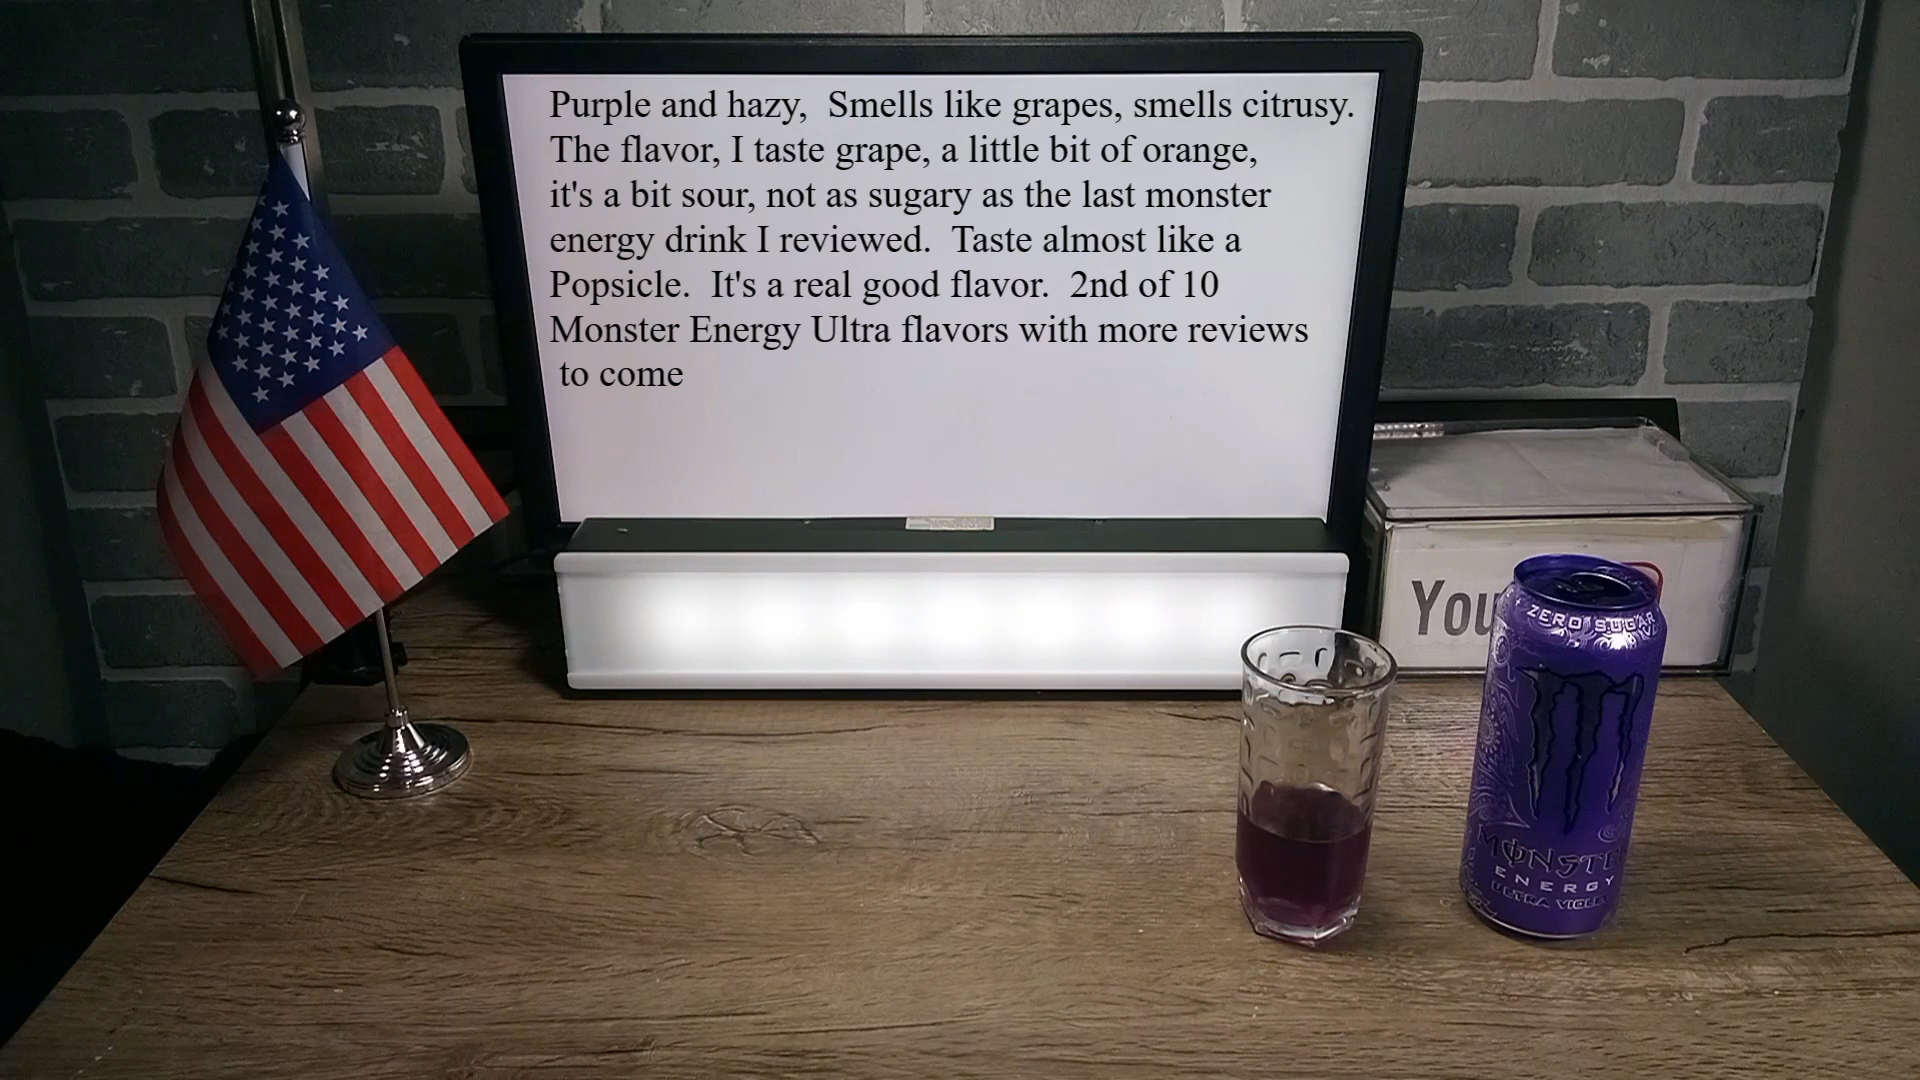 Purple and hazy,  Smells like grapes, smells citrusy.
The flavor, I taste grape, a little bit of orange,
it's a bit sour, not as sugary as the last monster
energy drink I reviewed.  Taste almost like a
Popsicle.  It's a real good flavor.  2nd of 10
Monster Energy Ultra flavors with more reviews
to come
You
ZERO SUGAR
ENERGY